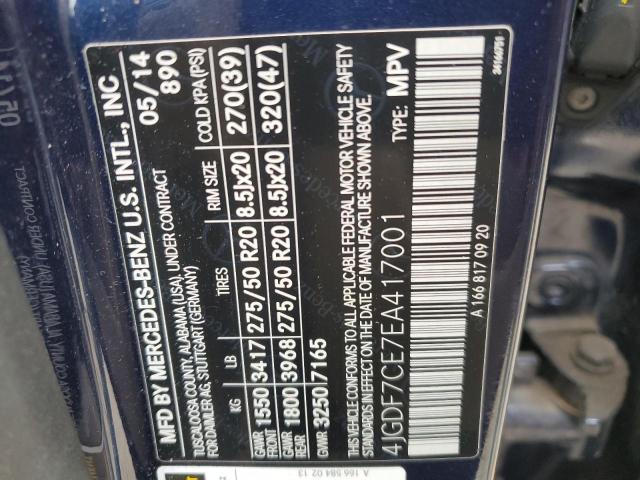 MFD BY MERCEDES-BENZ U.S. INTL., INC.
TUSCALOOSA COUNTY, ALABAMA (USA), UNDER CONTRACT
FOR DAIMLER AG, STUTTGART (GERMANY)
05/14
890
KG LB TIRES RIM SIZE COLD KPA (PSI)
GAWR FRONT 1550 3417 275/50 R20 8.5Jx20 270(39)
GAWR REAR 1800 3968 275/50 R20 8.5Jx20 320(47)
GVWR 3250 7165
THIS VEHICLE CONFORMS TO ALL APPLICABLE FEDERAL MOTOR VEHICLE SAFETY
STANDARDS IN EFFECT ON THE DATE OF MANUFACTURE SHOWN ABOVE.
4JGDF7CE7EA417001 TYPE: MPV
A 166 817 09 20
34146751
A 166 584 02 13